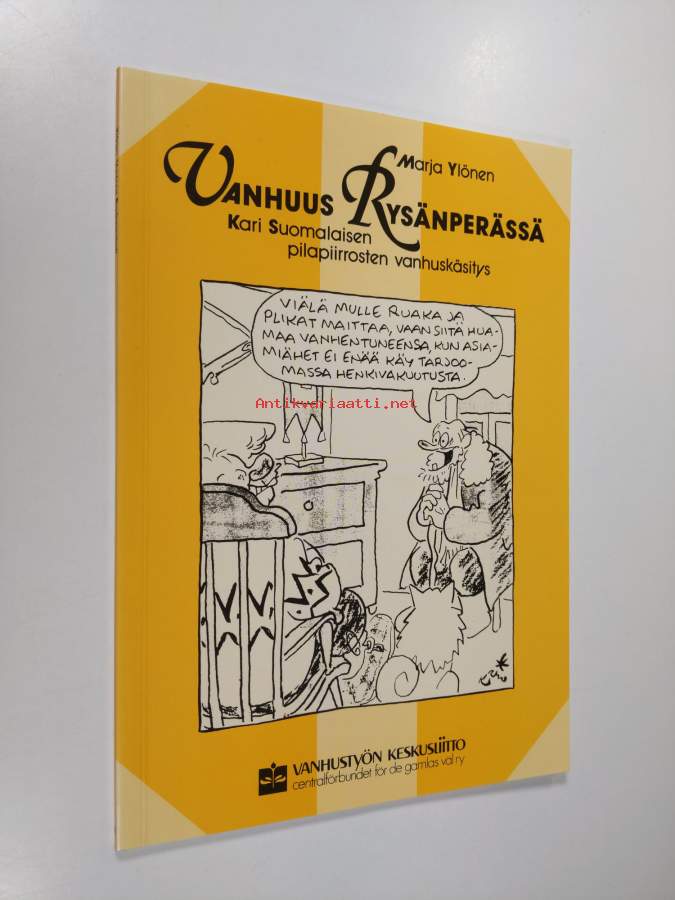 Marja Ylönen
VANHUUS RYSÄNPERÄSSÄ
Kari Suomalaisen
pilapiirrosten vanhuskäsitys
VIÄLÄ MULLE RUAKA JA
PLIKAT MAITTAA, VAAN SIITÄ HUA-
MAA VANHENTUNEENSA, KUN ASIA-
MIÄHET EI ENÄÄ KÄY TARJOO-
MASSA HENKIVAKUUTUSTA.
Antikvariaatti.net
VANHUSTYÖN KESKUSLIITTO
centralförbundet för de gamlas väl ry